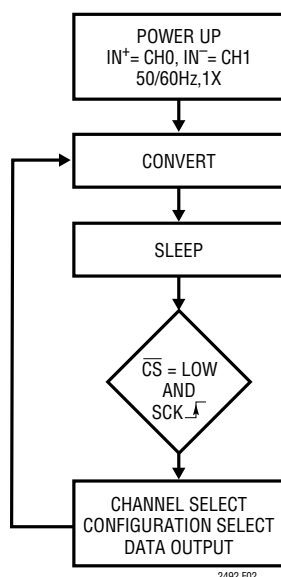 POWER UP
IN⁺= CH0, IN⁻= CH1
50/60Hz,1X
CONVERT
SLEEP
C̅S̅ = LOW
AND
SCK
CHANNEL SELECT
CONFIGURATION SELECT
DATA OUTPUT
2492 F02